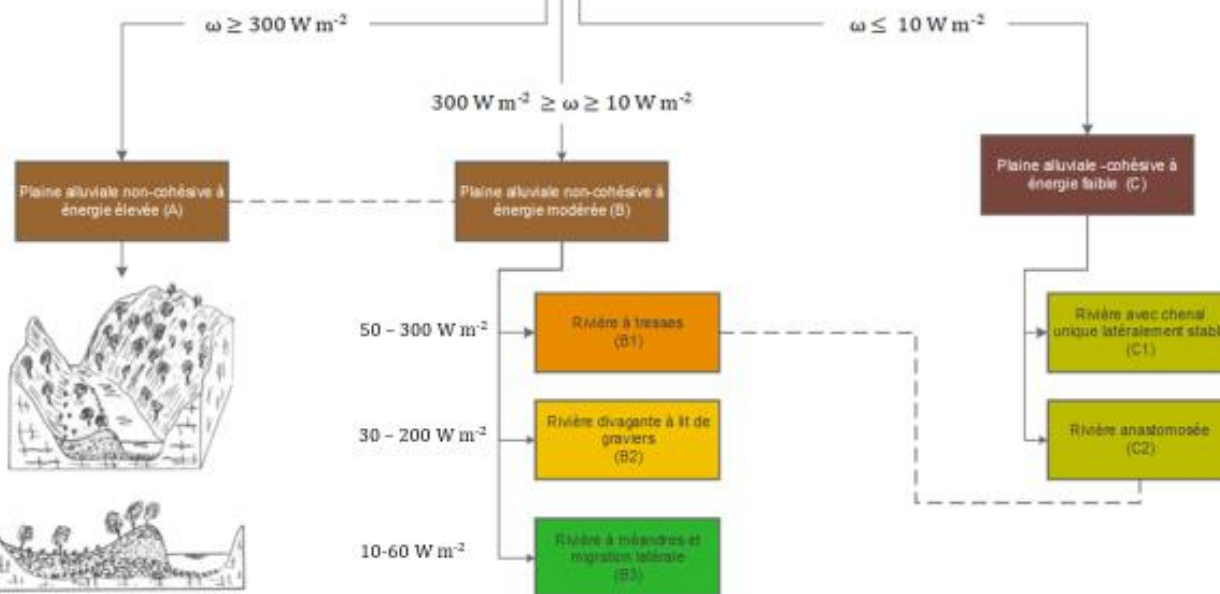 ω ≥ 300 W m⁻²
ω ≤ 10 W m⁻²
300 W m⁻² ≥ ω ≥ 10 W m⁻²
Plaine alluviale non-cohésive à
énergie élevée (A)
Plaine alluviale non-cohésive à
énergie modérée (B)
Plaine alluviale -cohésive à
énergie faible (C)
50 – 300 W m⁻²
Rivière à tresses
(B1)
30 – 200 W m⁻²
Rivière divagante à lit de
graviers
(B2)
10-60 W m⁻²
Rivière à méandres et
migration latérale
(B3)
Rivière avec chenal
unique latéralement stabl
(C1)
Rivière anastomosée
(C2)